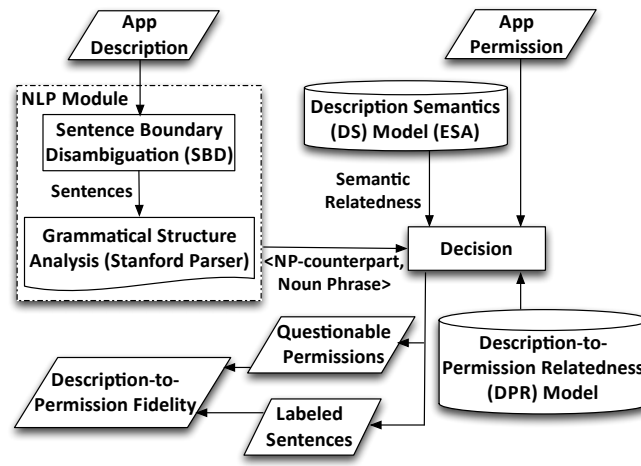 App
Description
App
Permission
NLP Module
Sentence Boundary
Disambiguation (SBD)
Sentences
Grammatical Structure
Analysis (Stanford Parser)
Description Semantics
(DS) Model (ESA)
Semantic
Relatedness
<NP-counterpart,
Noun Phrase>
Decision
Description-to-
Permission Relatedness
(DPR) Model
Questionable
Permissions
Labeled
Sentences
Description-to-
Permission Fidelity